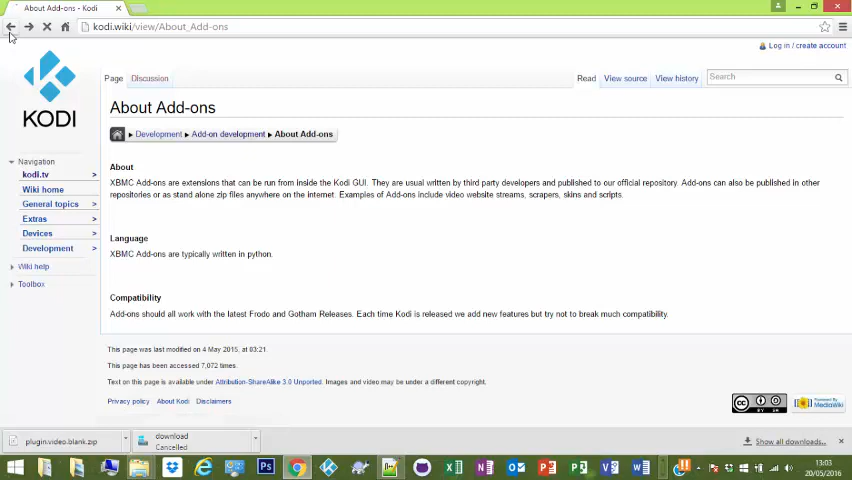 About Add-ons - Kodi
kodi.wiki/view/About_Add-ons
Log in / create account
Page Discussion Read View source View history Search
KODI
About Add-ons
Development Add-on development About Add-ons
Navigation
kodi.tv >
Wiki home
General topics >
Extras >
Devices >
Development >
Wiki help
Toolbox
About
XBMC Add-ons are extensions that can be run from inside the Kodi GUI. They are usual written by third party developers and published to our official repository. Add-ons can also be published in other
repositories or as stand alone zip files anywhere on the internet. Examples of Add-ons include video website streams, scrapers, skins and scripts.
Language
XBMC Add-ons are typically written in python.
Compatibility
Add-ons should all work with the latest Frodo and Gotham Releases. Each time Kodi is released we add new features but try not to break much compatibility.
This page was last modified on 4 May 2015, at 03:21.
This page has been accessed 7,072 times.
Text on this page is available under Attribution-ShareAlike 3.0 Unported. Images and video may be under a different copyright.
Privacy policy About Kodi Disclaimers
BY SA
Powered By
MediaWiki
plugin.video.blank.zip
download
Cancelled
Show all downloads...
13:03
20/05/2016